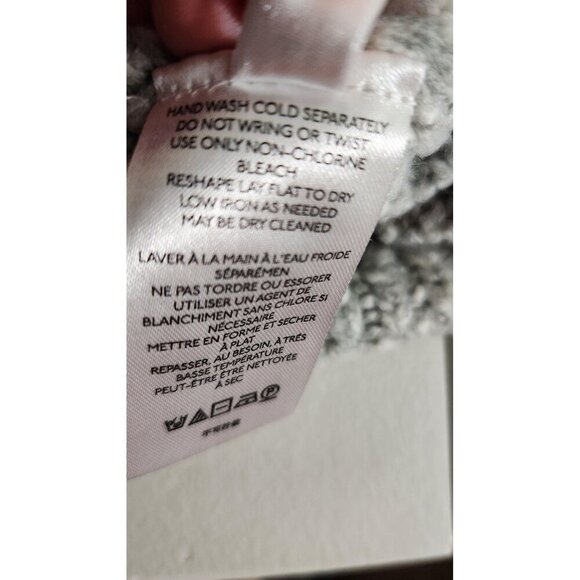 HAND WASH COLD SEPARATELY
DO NOT WRING OR TWIST
USE ONLY NON-CHLORINE
BLEACH
RESHAPE LAY FLAT TO DRY
LOW IRON AS NEEDED
MAY BE DRY CLEANED
LAVER À LA MAIN À L'EAU FROIDE
SÉPARÉMEN
NE PAS TORDRE OU ESSORER
UTILISER UN AGENT DE
BLANCHIMENT SANS CHLORE SI
NÉCESSAIRE
METTRE EN FORME ET SECHER
À PLAT
REPASSER, AU BESOIN, À TRÉS
BASSE TEMPÉRATURE
PEUT-ÊTRE ÊTRE NETTOYÉE
À SEC